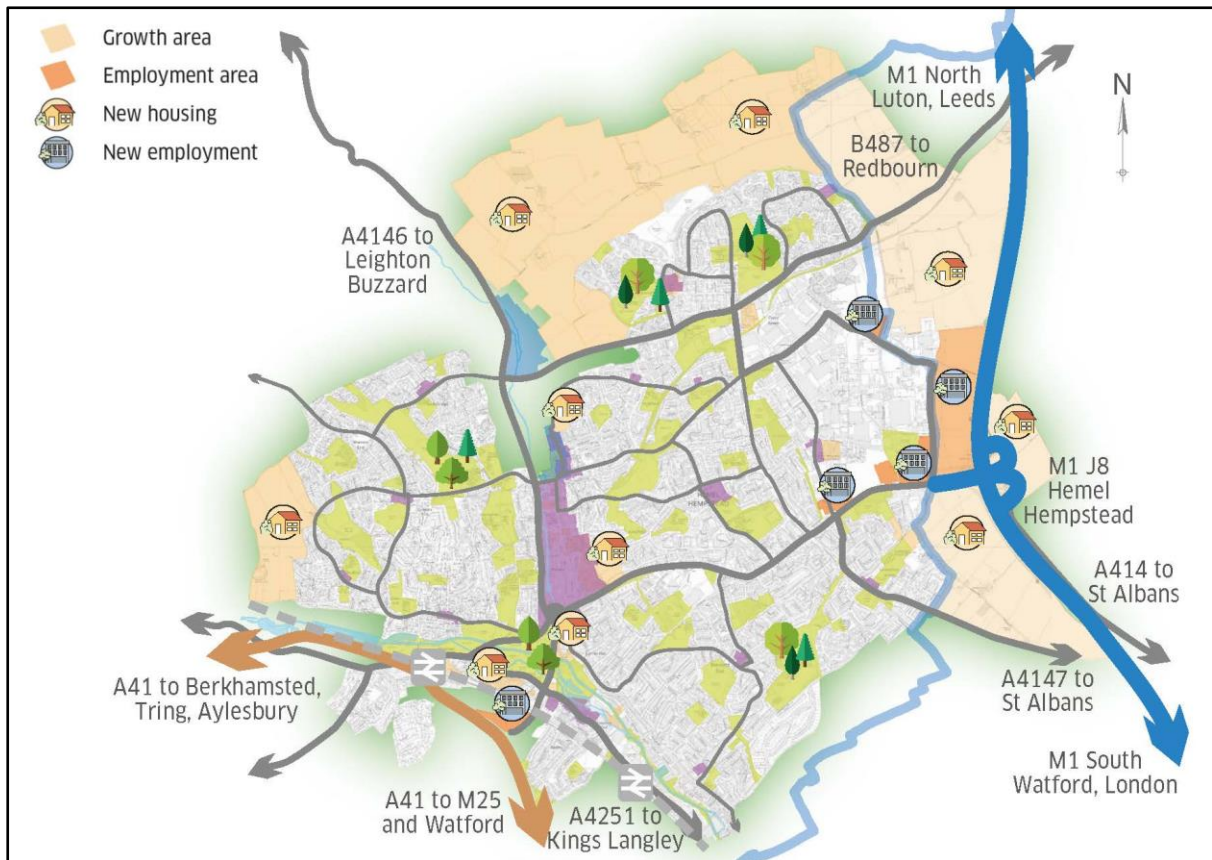 Growth area
Employment area
New housing
New employment
M1 North
Luton, Leeds
N
B487 to
Redbourn
A4146 to
Leighton
Buzzard
M1 J8
Hemel
Hempstead
A414 to
St Albans
A4147 to
St Albans
A41 to Berkhamsted,
Tring, Aylesbury
M1 South
Watford, London
A41 to M25
and Watford
A4251 to
Kings Langley